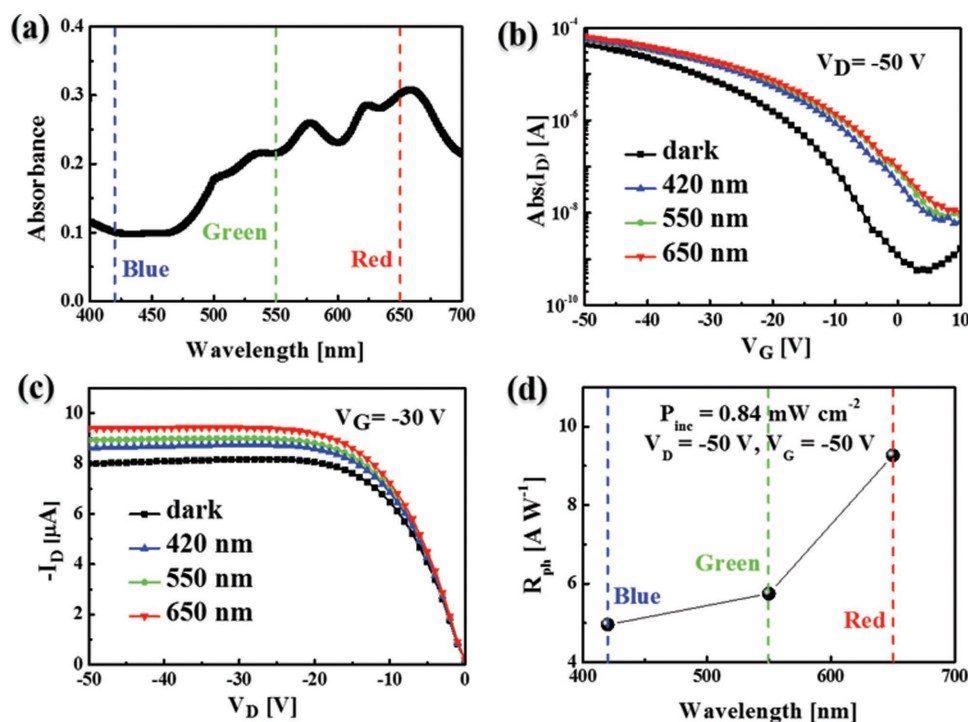 (a)
0.4
0.3
0.2
0.1
0.0
Absorbance
Blue
Green
Red
400 450 500 550 600 650 700
Wavelength [nm]
(b)
V_D= -50 V
10^-4
10^-6
10^-8
10^-10
Abs(I_D) [A]
dark
420 nm
550 nm
650 nm
-50 -40 -30 -20 -10 0 10
V_G [V]
(c)
V_G= -30 V
10
8
6
4
2
0
-I_D [µA]
dark
420 nm
550 nm
650 nm
-50 -40 -30 -20 -10 0
V_D [V]
(d)
P_inc = 0.84 mW cm^-2
V_D = -50 V, V_G = -50 V
10
8
6
4
R_ph [A W^-1]
Blue
Green
Red
400 500 600 700
Wavelength [nm]